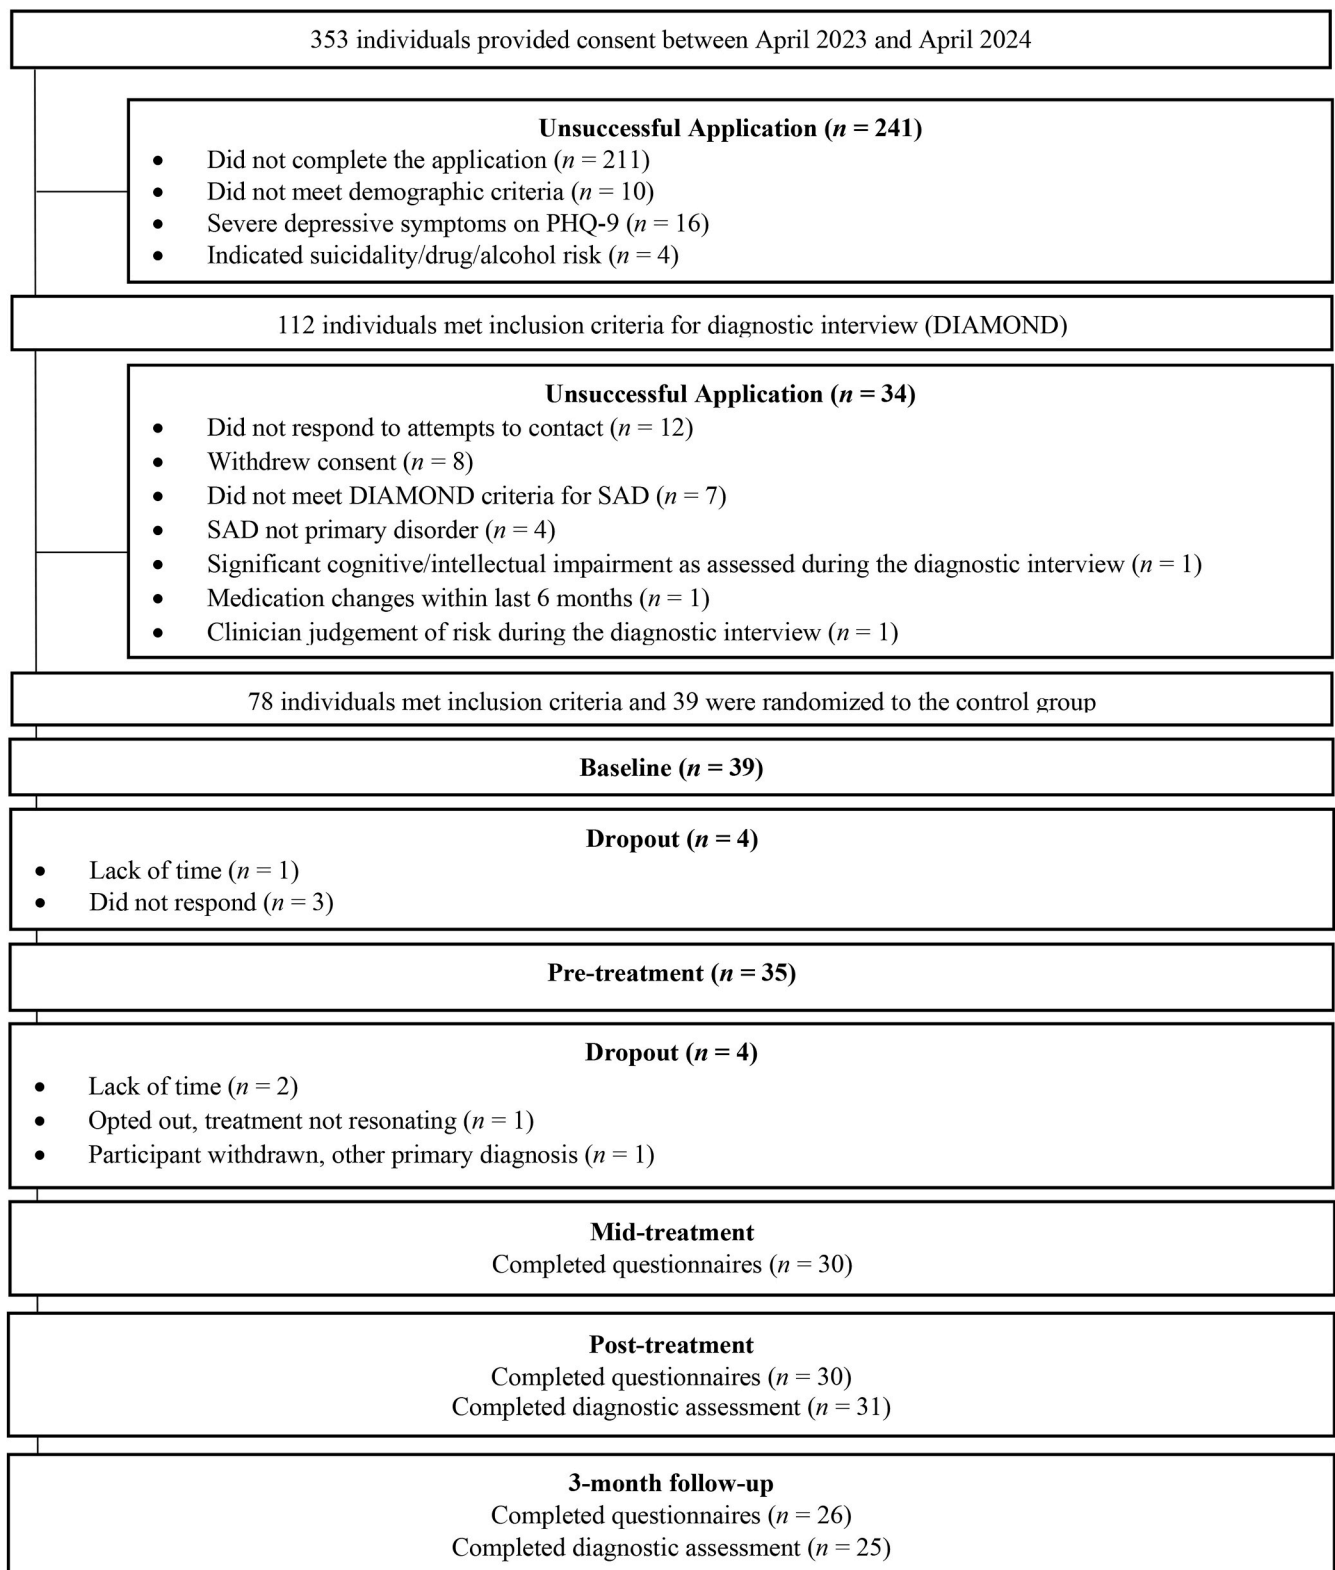 353 individuals provided consent between April 2023 and April 2024
Unsuccessful Application (n = 241)
• Did not complete the application (n = 211)
• Did not meet demographic criteria (n = 10)
• Severe depressive symptoms on PHQ-9 (n = 16)
• Indicated suicidality/drug/alcohol risk (n = 4)
112 individuals met inclusion criteria for diagnostic interview (DIAMOND)
Unsuccessful Application (n = 34)
• Did not respond to attempts to contact (n = 12)
• Withdrew consent (n = 8)
• Did not meet DIAMOND criteria for SAD (n = 7)
• SAD not primary disorder (n = 4)
• Significant cognitive/intellectual impairment as assessed during the diagnostic interview (n = 1)
• Medication changes within last 6 months (n = 1)
• Clinician judgement of risk during the diagnostic interview (n = 1)
78 individuals met inclusion criteria and 39 were randomized to the control group
Baseline (n = 39)
Dropout (n = 4)
• Lack of time (n = 1)
• Did not respond (n = 3)
Pre-treatment (n = 35)
Dropout (n = 4)
• Lack of time (n = 2)
• Opted out, treatment not resonating (n = 1)
• Participant withdrawn, other primary diagnosis (n = 1)
Mid-treatment
Completed questionnaires (n = 30)
Post-treatment
Completed questionnaires (n = 30)
Completed diagnostic assessment (n = 31)
3-month follow-up
Completed questionnaires (n = 26)
Completed diagnostic assessment (n = 25)